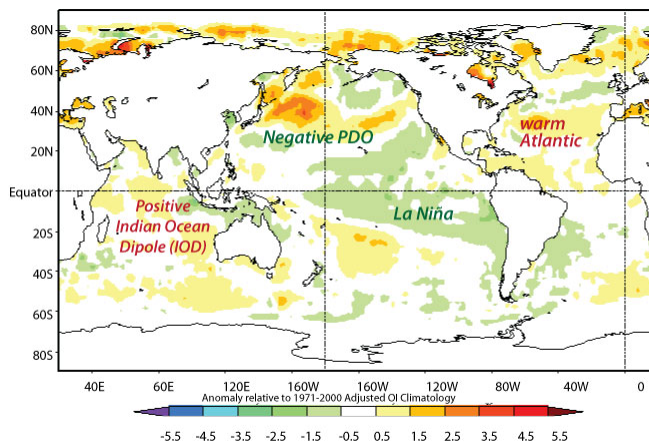 80N
60N
40N
20N
Equator
20S
40S
60S
80S
Negative PDO
warm
Atlantic
La Niña
Positive
Indian Ocean
Dipole (IOD)
40E 60E 120E 160W 160W 120W 80W 40W 0
Anomaly relative to 1971-2000 Adjusted OI Climatology
-5.5 -4.5 -3.5 -2.5 -1.5 -0.5 0.5 1.5 2.5 3.5 4.5 5.5